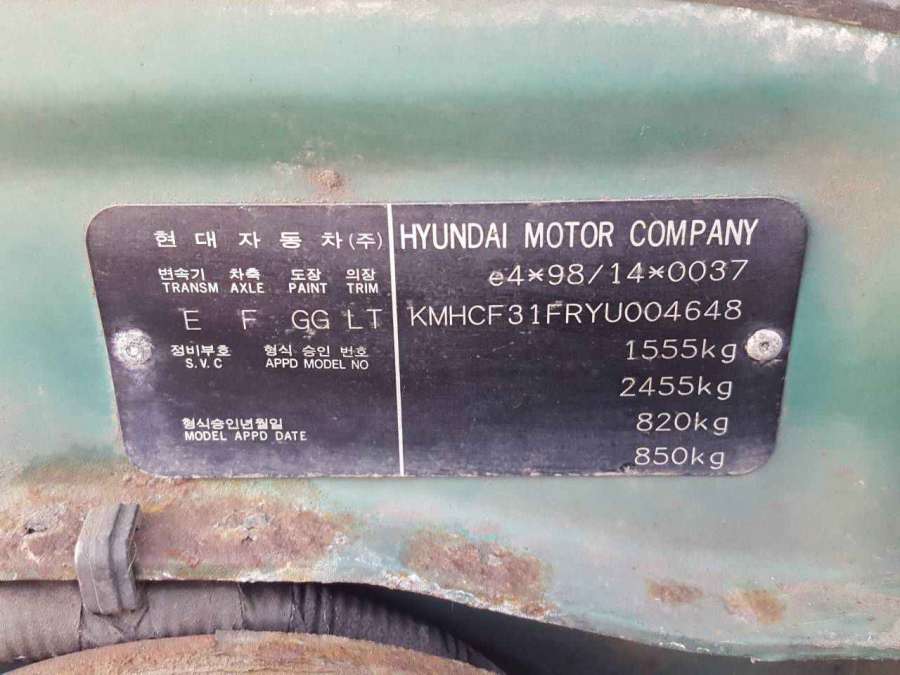 현대자동차(주)
변속기 차축 도장 의장
TRANSM AXLE PAINT TRIM
E F GG LT
정비부호 형식 승인 번호
S.V.C APPD MODEL NO
형식승인년월일
MODEL APPD DATE
HYUNDAI MOTOR COMPANY
e4*98/14*0037
KMHCF31FRYU004648
1555kg
2455kg
820kg
850kg